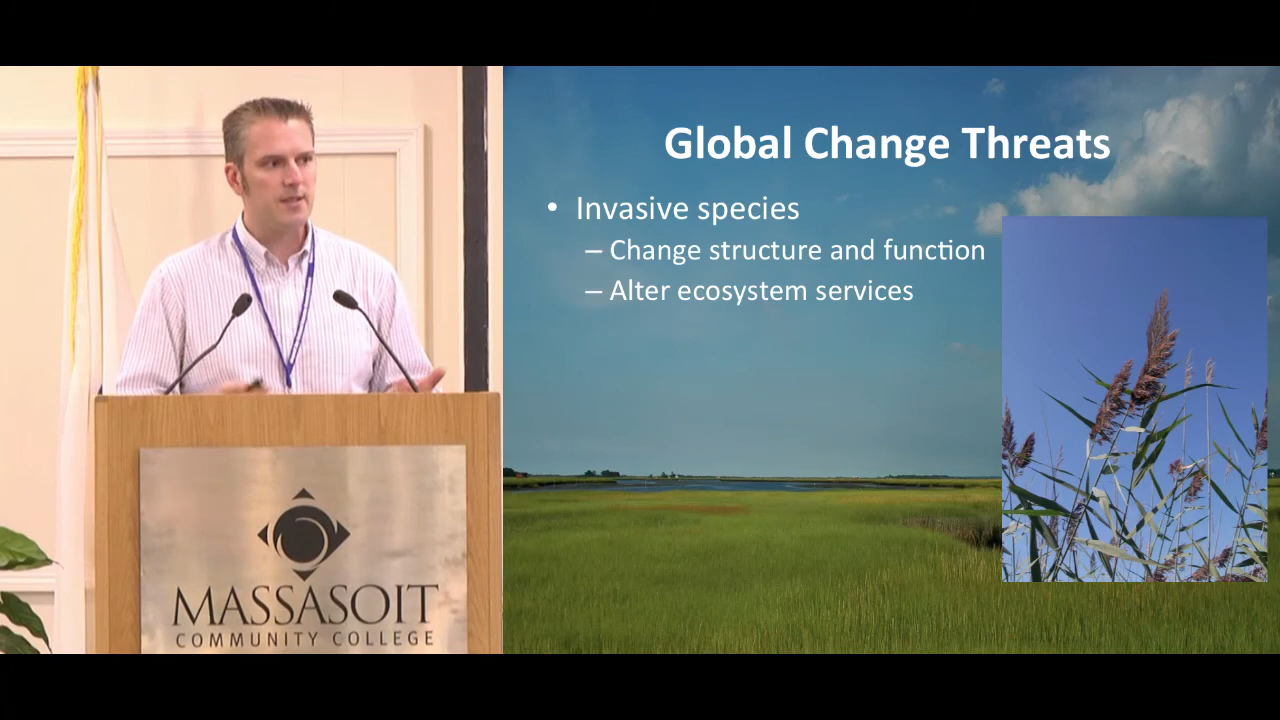 Global Change Threats
• Invasive species
– Change structure and function
– Alter ecosystem services
MASSASOIT
COMMUNITY COLLEGE